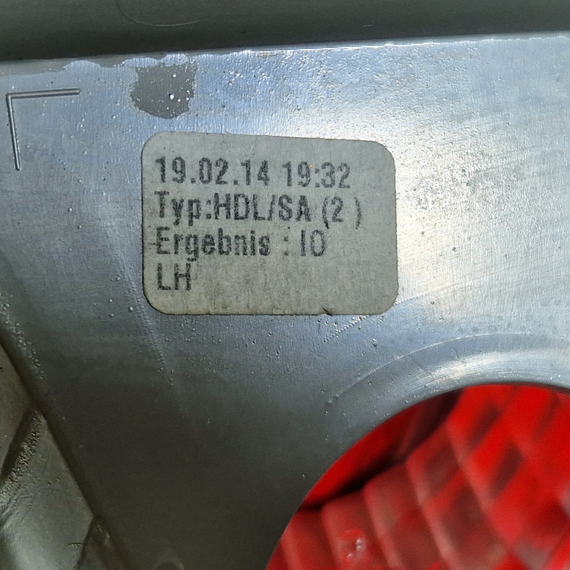 19.02.14 19:32
Typ:HDL/SA (2 )
Ergebnis : IO
LH